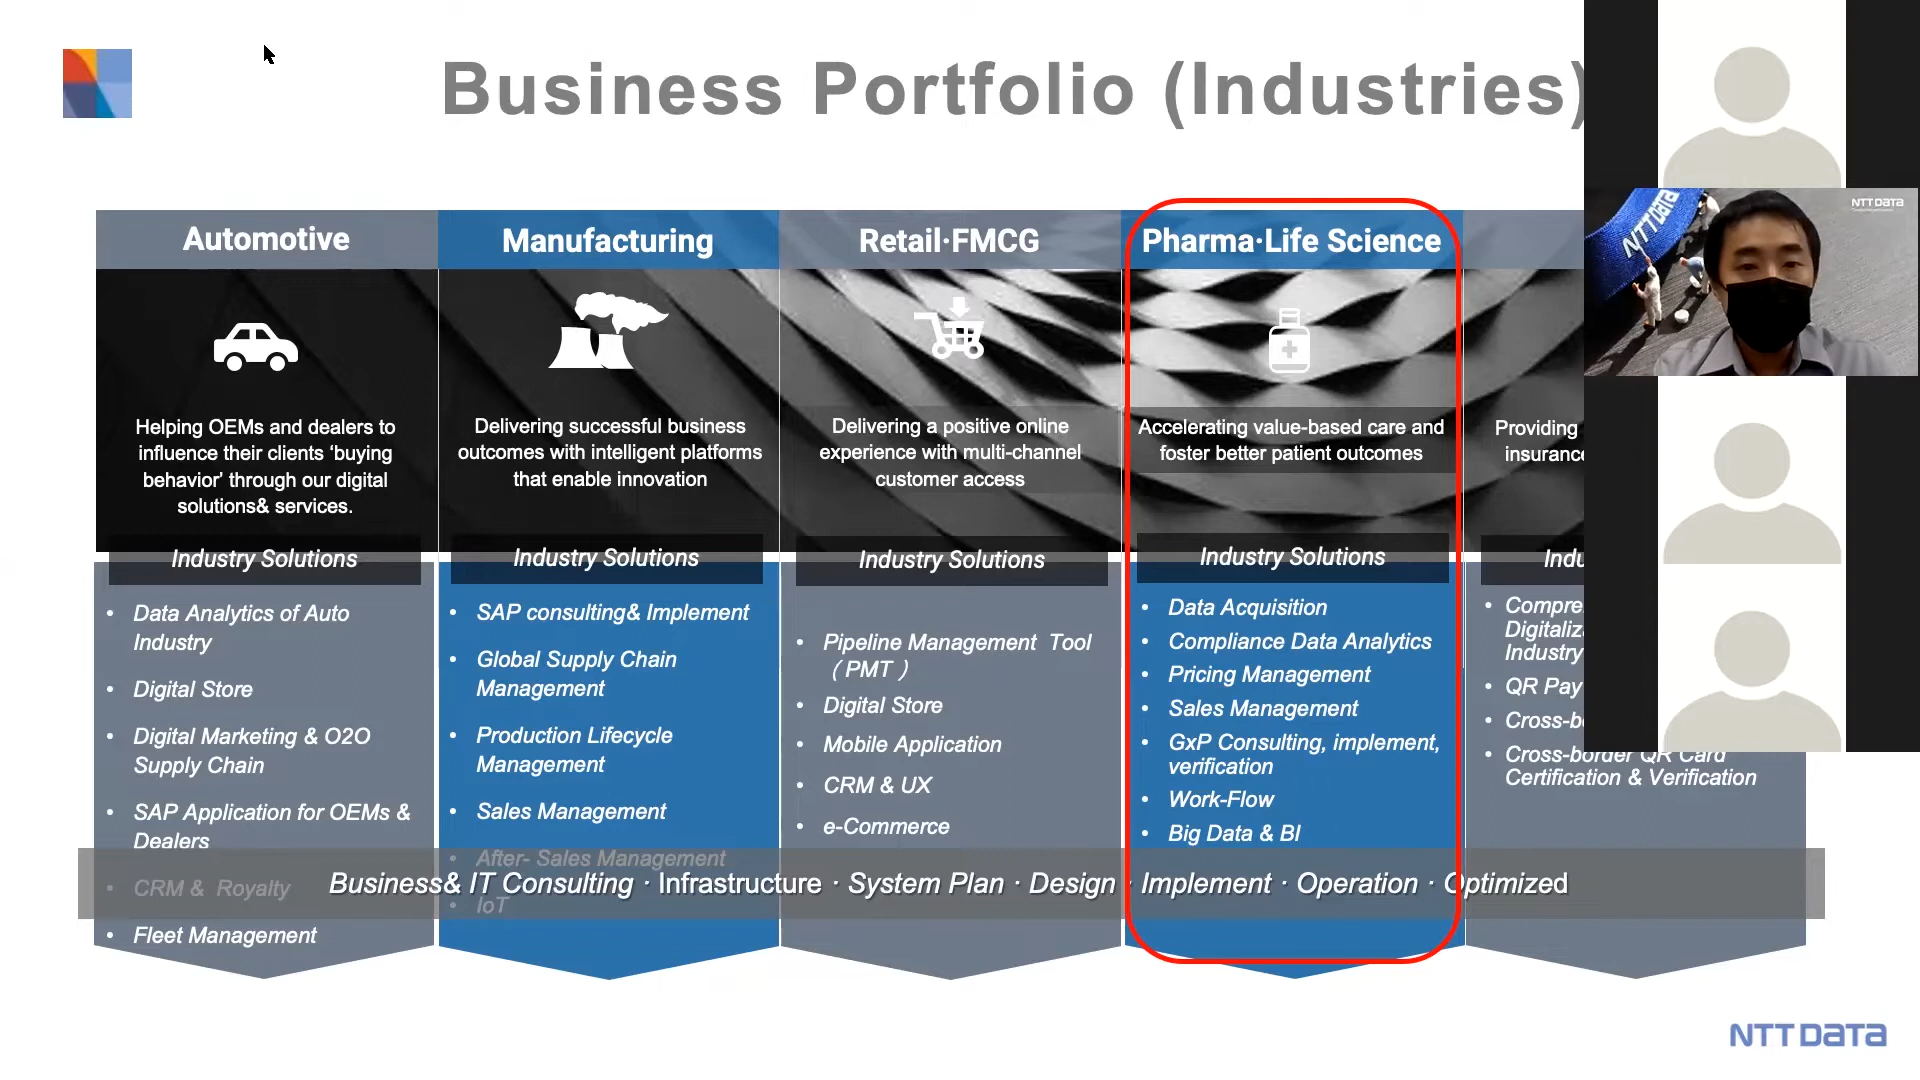 Business Portfolio (Industries)
NTT DATA
NTT DATA
Automotive
Helping OEMs and dealers to
influence their clients ‘buying
behavior’ through our digital
solutions& services.
Industry Solutions
• Data Analytics of Auto
Industry
• Digital Store
• Digital Marketing & O2O
Supply Chain
• SAP Application for OEMs &
Dealers
• CRM & Royalty
• Fleet Management
Manufacturing
Delivering successful business
outcomes with intelligent platforms
that enable innovation
Industry Solutions
• SAP consulting& Implement
• Global Supply Chain
Management
• Production Lifecycle
Management
• Sales Management
• After- Sales Management
• IoT
Retail·FMCG
Delivering a positive online
experience with multi-channel
customer access
Industry Solutions
• Pipeline Management Tool
（PMT）
• Digital Store
• Mobile Application
• CRM & UX
• e-Commerce
Pharma·Life Science
Accelerating value-based care and
foster better patient outcomes
Industry Solutions
• Data Acquisition
• Compliance Data Analytics
• Pricing Management
• Sales Management
• GxP Consulting, implement,
verification
• Work-Flow
• Big Data & BI
Providing
insurance
• QR Pay
Industry
• Cross-border QR Card
Certification & Verification
Business& IT Consulting · Infrastructure · System Plan · Design · Implement · Operation · Optimized
NTT DATA